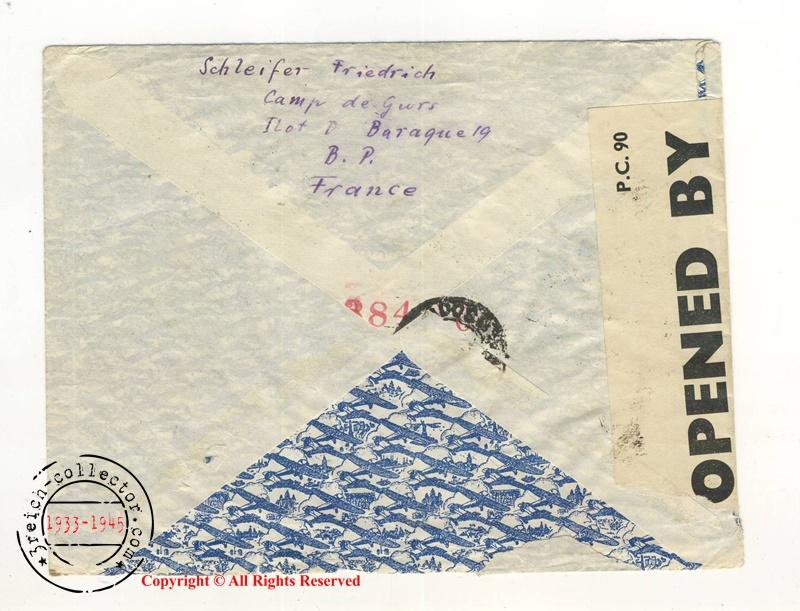 Schleifer Friedrich
Camp de Gurs
Ilot D Baraque 19
B. P.
France
P.C. 90
OPENED BY
384
3reich-collector.com
1933-1945
Copyright © All Rights Reserved